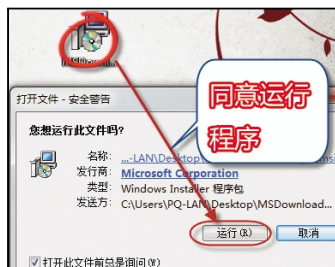 MSDown...
打开文件 - 安全警告
同意运行
程序
您想运行此文件吗?
名称: ...-LAN\Desktop\
发行商: Microsoft Corporation
类型: Windows Installer 程序包
发送方: C:\Users\PQ-LAN\Desktop\MSDownload...
运行(R) 取消
打开此文件前总是询问(W)